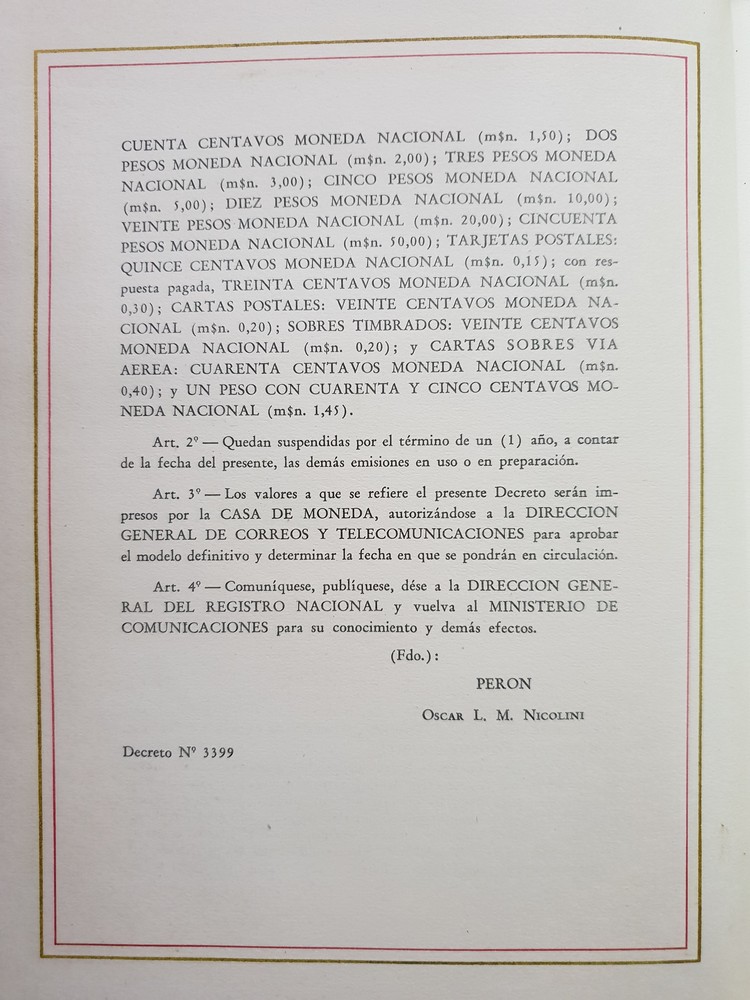 CUENTA CENTAVOS MONEDA NACIONAL (m$n. 1,50); DOS
PESOS MONEDA NACIONAL (m$n. 2,00); TRES PESOS MONEDA
NACIONAL (m$n. 3,00); CINCO PESOS MONEDA NACIONAL
(m$n. 5,00); DIEZ PESOS MONEDA NACIONAL (m$n. 10,00);
VEINTE PESOS MONEDA NACIONAL (m$n. 20,00); CINCUENTA
PESOS MONEDA NACIONAL (m$n. 50,00); TARJETAS POSTALES:
QUINCE CENTAVOS MONEDA NACIONAL (m$n. 0,15); con res-
puesta pagada, TREINTA CENTAVOS MONEDA NACIONAL (m$n.
0,30); CARTAS POSTALES: VEINTE CENTAVOS MONEDA NA-
CIONAL (m$n. 0,20); SOBRES TIMBRADOS: VEINTE CENTAVOS
MONEDA NACIONAL (m$n. 0,20); y CARTAS SOBRES VIA
AEREA: CUARENTA CENTAVOS MONEDA NACIONAL (m$n.
0,40); y UN PESO CON CUARENTA Y CINCO CENTAVOS MO-
NEDA NACIONAL (m$n. 1,45).
Art. 2º — Quedan suspendidas por el término de un (1) año, a contar
de la fecha del presente, las demás emisiones en uso o en preparación.
Art. 3º — Los valores a que se refiere el presente Decreto serán im-
presos por la CASA DE MONEDA, autorizándose a la DIRECCION
GENERAL DE CORREOS Y TELECOMUNICACIONES para aprobar
el modelo definitivo y determinar la fecha en que se pondrán en circulación.
Art. 4º — Comuníquese, publíquese, dése a la DIRECCION GENE-
RAL DEL REGISTRO NACIONAL y vuelva al MINISTERIO DE
COMUNICACIONES para su conocimiento y demás efectos.
(Fdo.):
PERON
OSCAR L. M. NICOLINI
Decreto Nº 3399